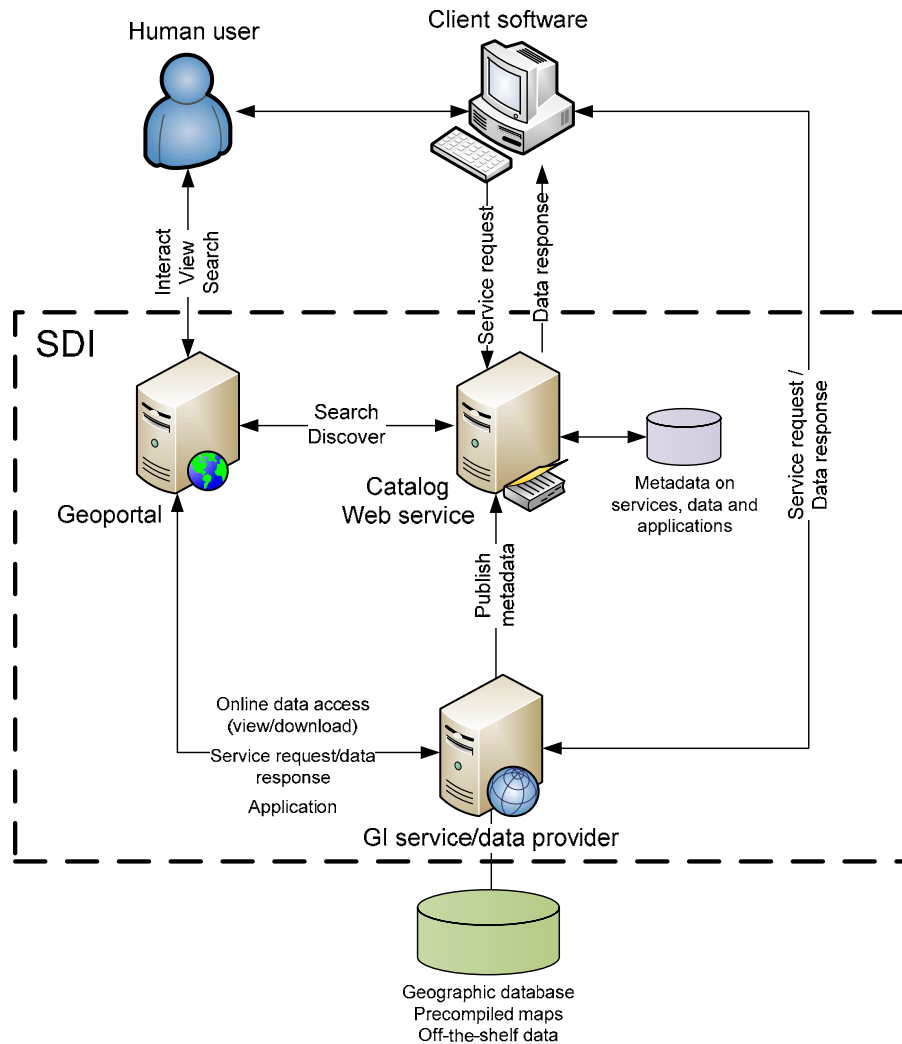 Human user
Client software
Interact
View
Search
Service request
Data response
SDI
Search
Discover
Geoportal
Catalog
Web service
Metadata on
services, data and
applications
Service request /
Data response
Publish
metadata
Online data access
(view/download)
Service request/data
response
Application
GI service/data provider
Geographic database
Precompiled maps
Off-the-shelf data